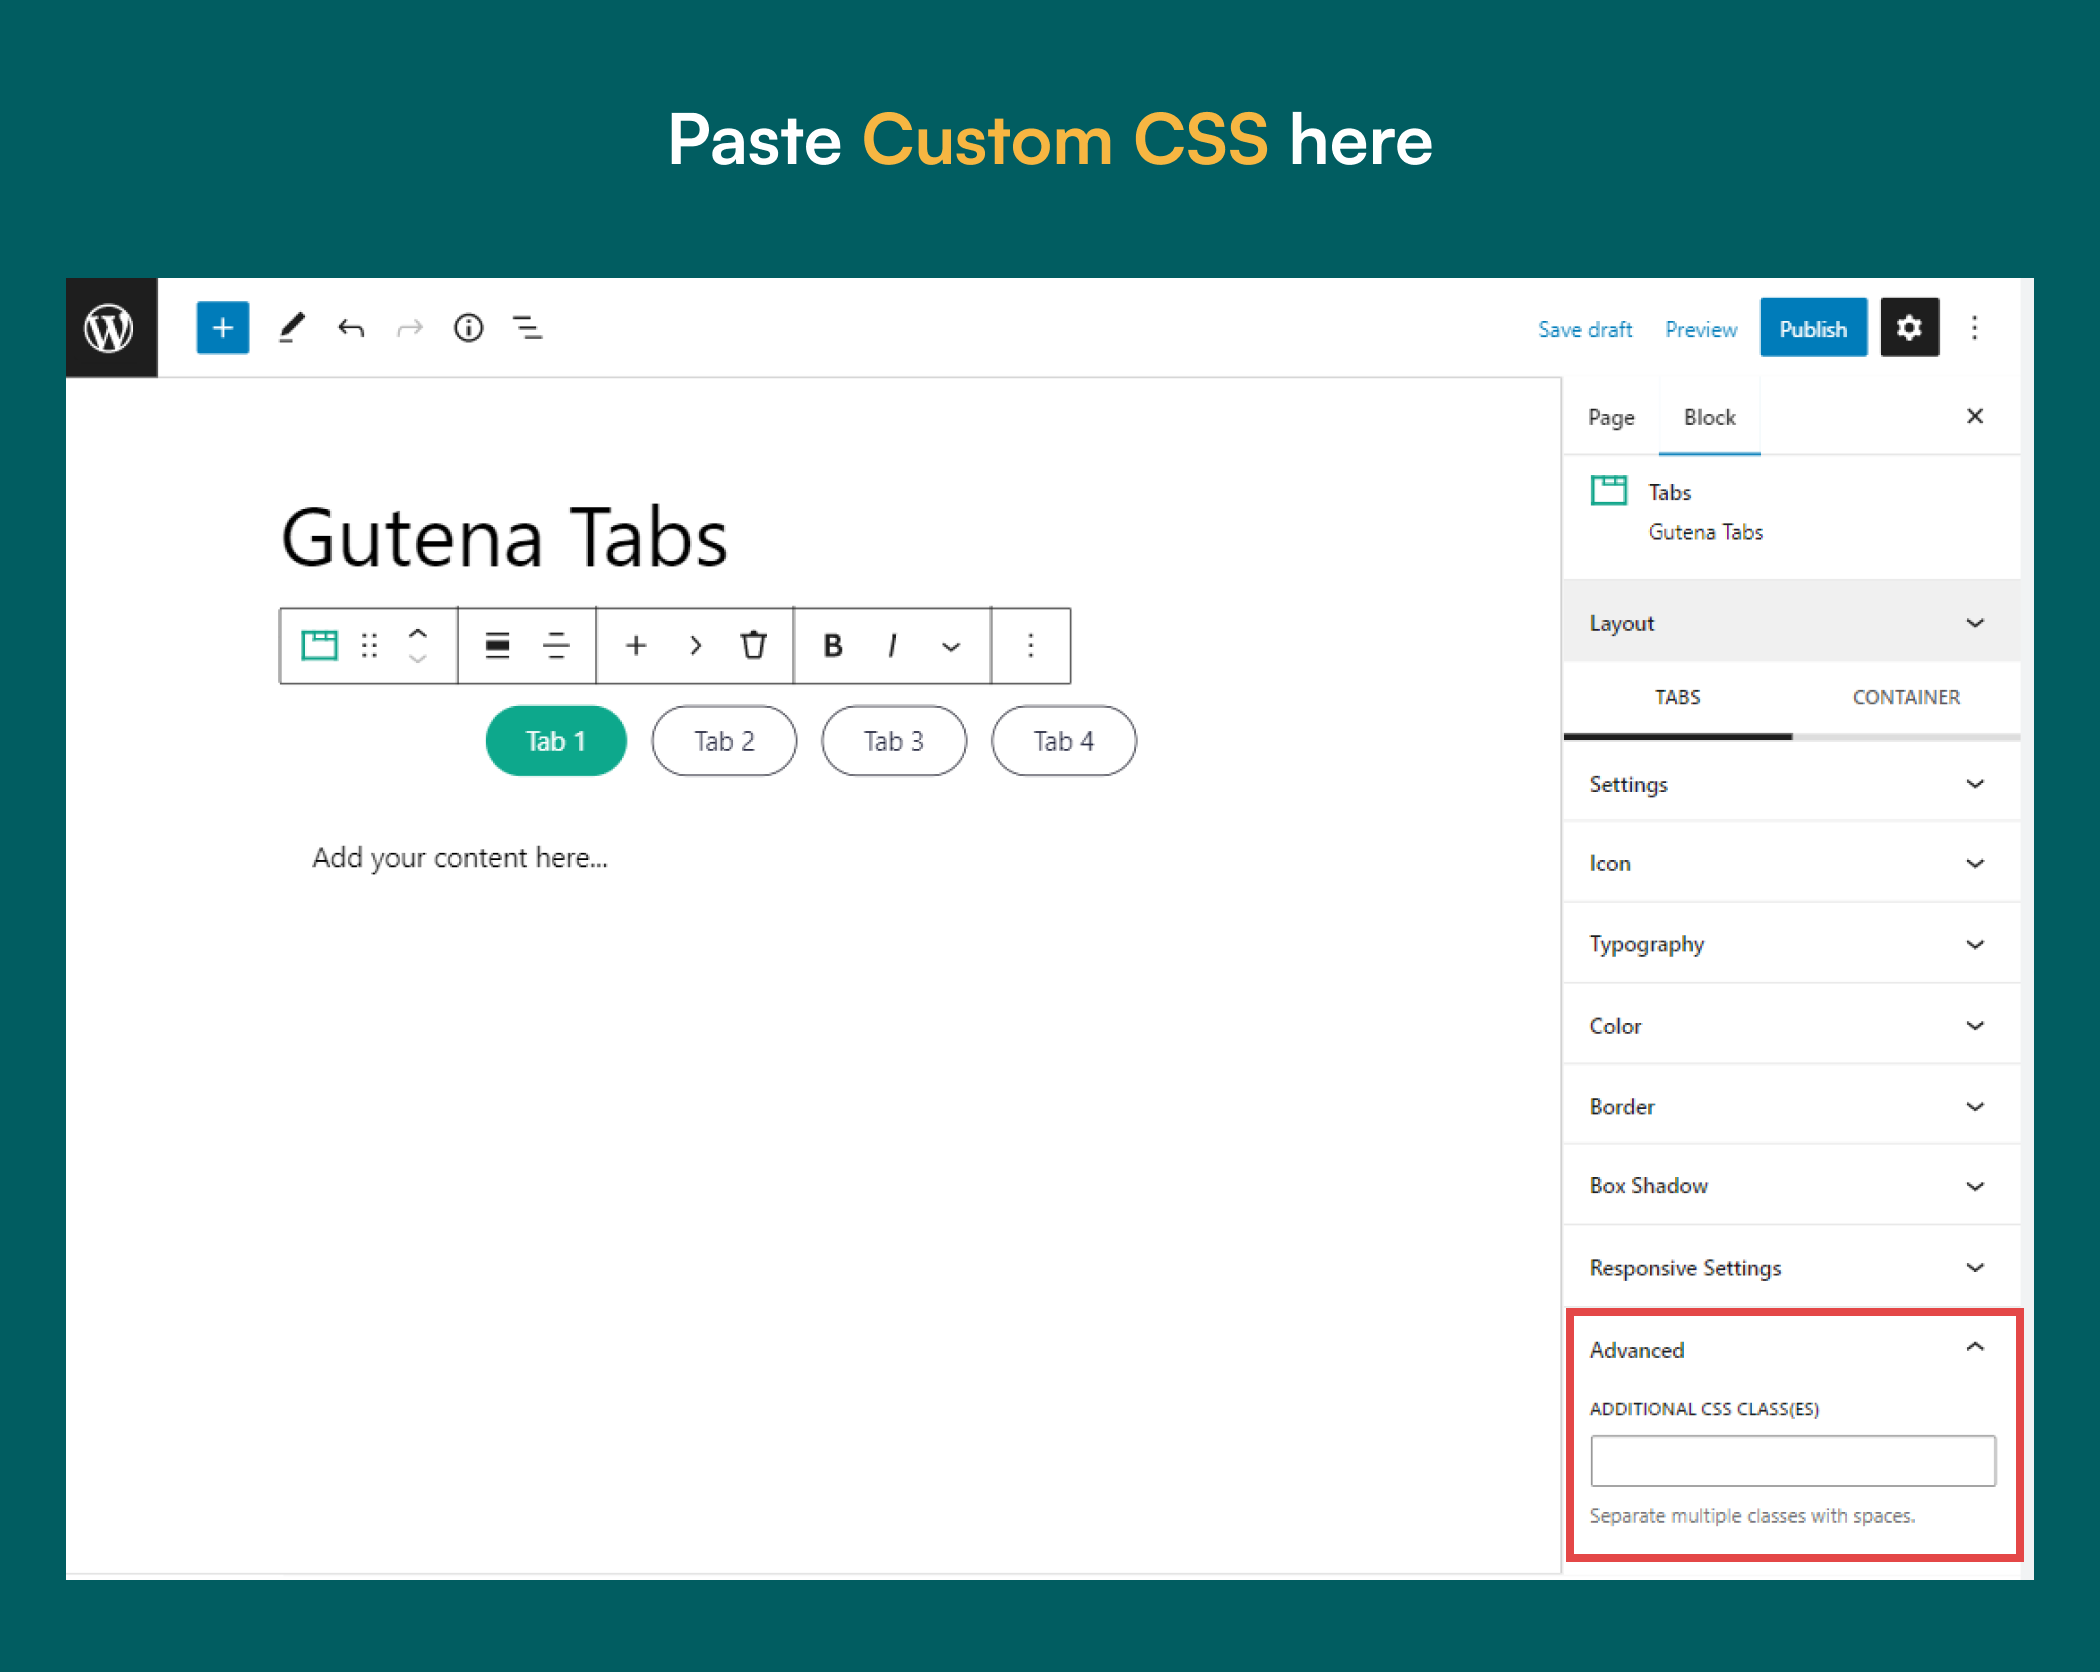 Paste Custom CSS here
Save draft Preview Publish
Page Block
Tabs
Gutena Tabs
Gutena Tabs
Layout
TABS CONTAINER
Tab 1 Tab 2 Tab 3 Tab 4
Settings
Add your content here...
Icon
Typography
Color
Border
Box Shadow
Responsive Settings
Advanced
ADDITIONAL CSS CLASS(ES)
Separate multiple classes with spaces.